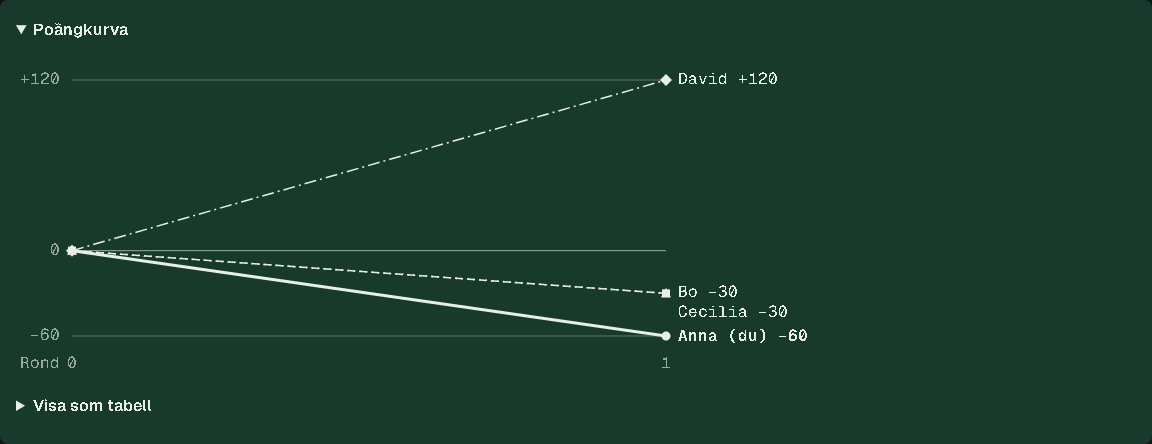 Poängkurva
+120
David +120
0
Bo −30
Cecilia −30
−60
Anna (du) −60
Rond 0
1
Visa som tabell